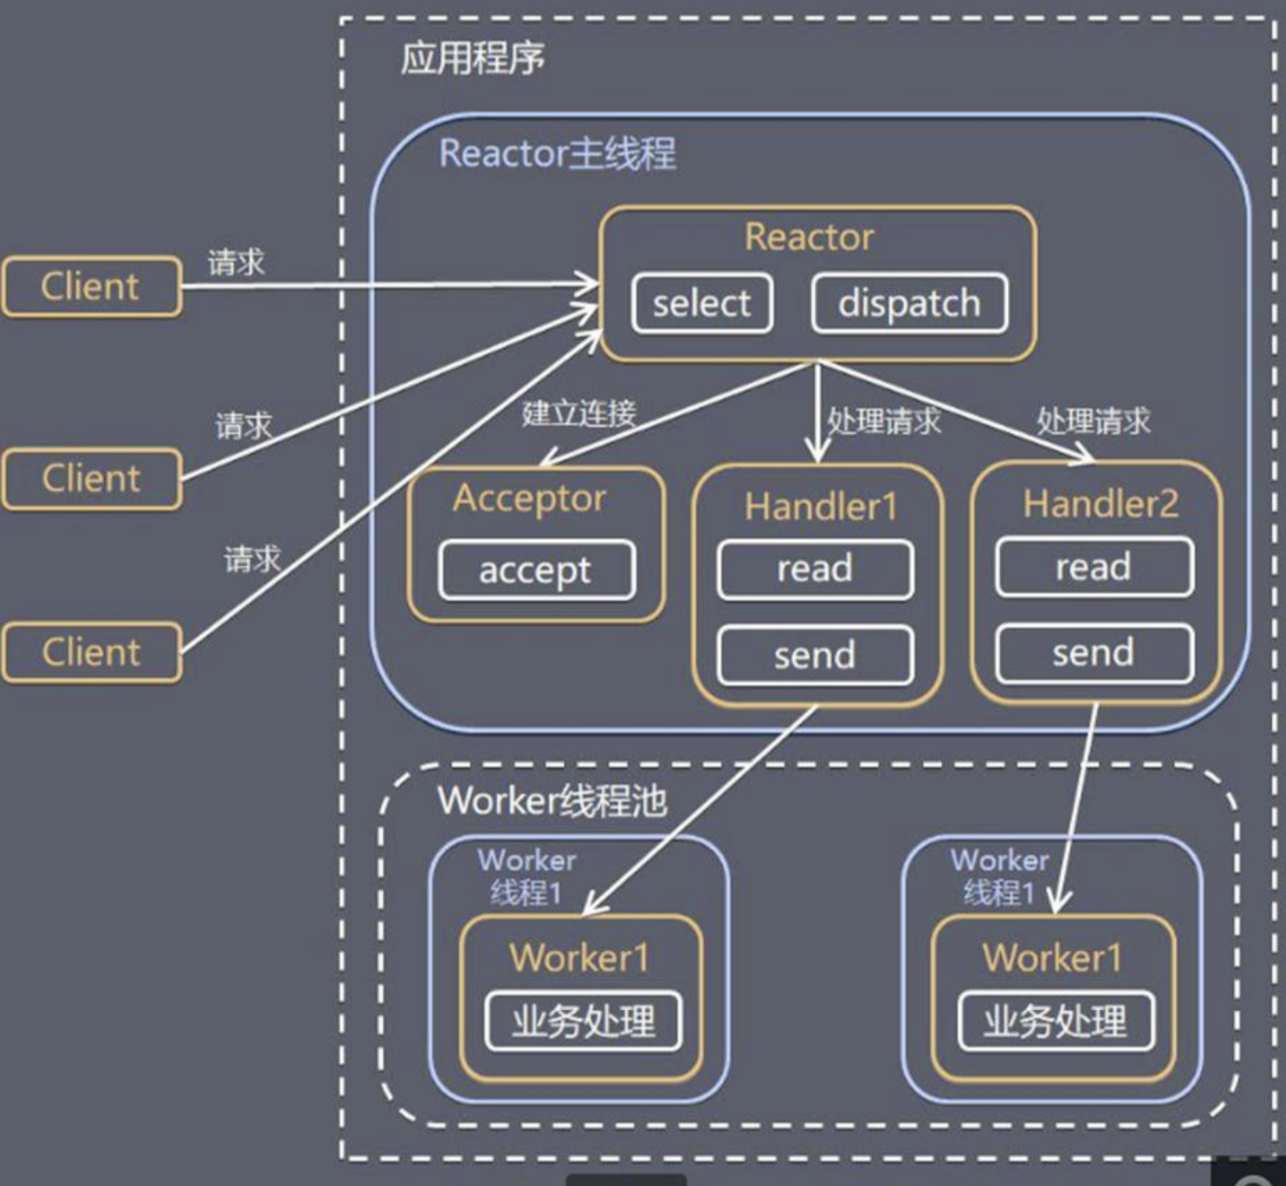 应用程序
Reactor主线程
Reactor
select
dispatch
Client
请求
Client
请求
Client
请求
建立连接
处理请求
处理请求
Acceptor
accept
Handler1
read
send
Handler2
read
send
Worker线程池
Worker
线程1
Worker1
业务处理
Worker
线程1
Worker1
业务处理